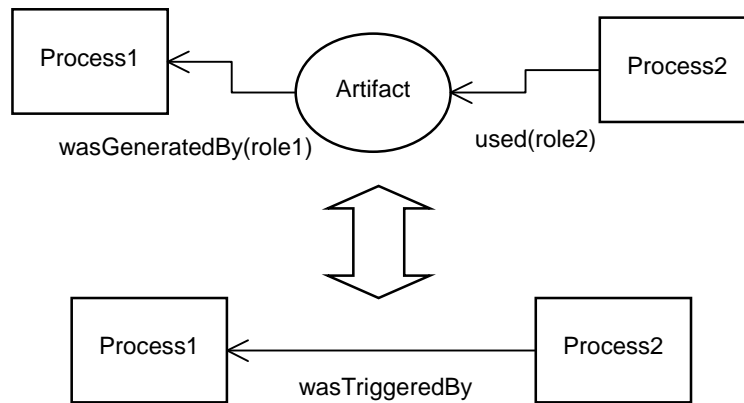 Process1
Artifact
Process2
wasGeneratedBy(role1)
used(role2)
Process1
Process2
wasTriggeredBy